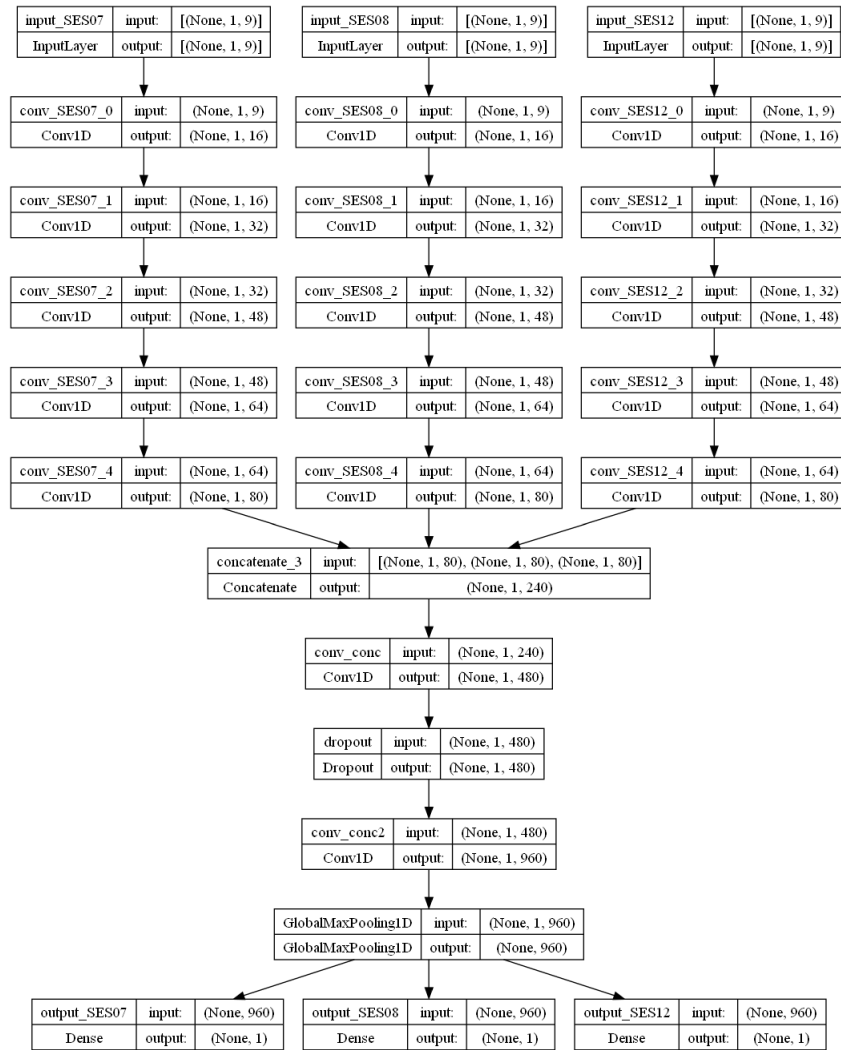 input_SES07 input: [(None, 1, 9)]
InputLayer output: [(None, 1, 9)]
input_SES08 input: [(None, 1, 9)]
InputLayer output: [(None, 1, 9)]
input_SES12 input: [(None, 1, 9)]
InputLayer output: [(None, 1, 9)]
conv_SES07_0 input: (None, 1, 9)
Conv1D output: (None, 1, 16)
conv_SES08_0 input: (None, 1, 9)
Conv1D output: (None, 1, 16)
conv_SES12_0 input: (None, 1, 9)
Conv1D output: (None, 1, 16)
conv_SES07_1 input: (None, 1, 16)
Conv1D output: (None, 1, 32)
conv_SES08_1 input: (None, 1, 16)
Conv1D output: (None, 1, 32)
conv_SES12_1 input: (None, 1, 16)
Conv1D output: (None, 1, 32)
conv_SES07_2 input: (None, 1, 32)
Conv1D output: (None, 1, 48)
conv_SES08_2 input: (None, 1, 32)
Conv1D output: (None, 1, 48)
conv_SES12_2 input: (None, 1, 32)
Conv1D output: (None, 1, 48)
conv_SES07_3 input: (None, 1, 48)
Conv1D output: (None, 1, 64)
conv_SES08_3 input: (None, 1, 48)
Conv1D output: (None, 1, 64)
conv_SES12_3 input: (None, 1, 48)
Conv1D output: (None, 1, 64)
conv_SES07_4 input: (None, 1, 64)
Conv1D output: (None, 1, 80)
conv_SES08_4 input: (None, 1, 64)
Conv1D output: (None, 1, 80)
conv_SES12_4 input: (None, 1, 64)
Conv1D output: (None, 1, 80)
concatenate_3 input: [(None, 1, 80), (None, 1, 80), (None, 1, 80)]
Concatenate output: (None, 1, 240)
conv_conc input: (None, 1, 240)
Conv1D output: (None, 1, 480)
dropout input: (None, 1, 480)
Dropout output: (None, 1, 480)
conv_conc2 input: (None, 1, 480)
Conv1D output: (None, 1, 960)
GlobalMaxPooling1D input: (None, 1, 960)
GlobalMaxPooling1D output: (None, 960)
output_SES07 input: (None, 960)
Dense output: (None, 1)
output_SES08 input: (None, 960)
Dense output: (None, 1)
output_SES12 input: (None, 960)
Dense output: (None, 1)